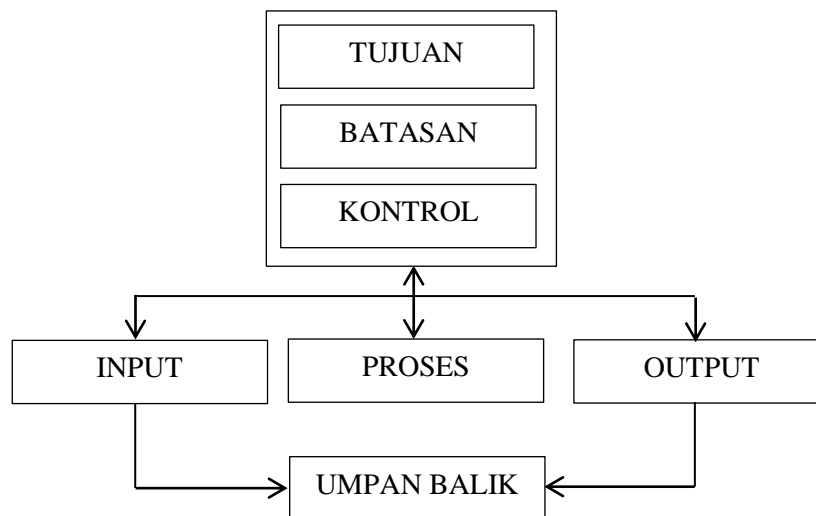 TUJUAN
BATASAN
KONTROL
INPUT
PROSES
OUTPUT
UMPAN BALIK